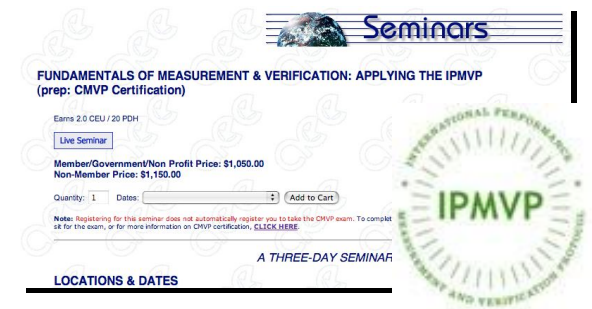 Seminars
FUNDAMENTALS OF MEASUREMENT & VERIFICATION: APPLYING THE IPMVP
(prep: CMVP Certification)
Earns 2.0 CEU / 20 PDH
Live Seminar
Member/Government/Non Profit Price: $1,050.00
Non-Member Price: $1,150.00
Quantity: 1 Dates: Add to Cart
Note: Registering for this seminar does not automatically register you to take the CMVP exam. To complet
sit for the exam, or for more information on CMVP certification, CLICK HERE.
A THREE-DAY SEMINAR
LOCATIONS & DATES
INTERNATIONAL PERFORMANCE
IPMVP
MEASUREMENT AND VERIFICATION PROTOCOL